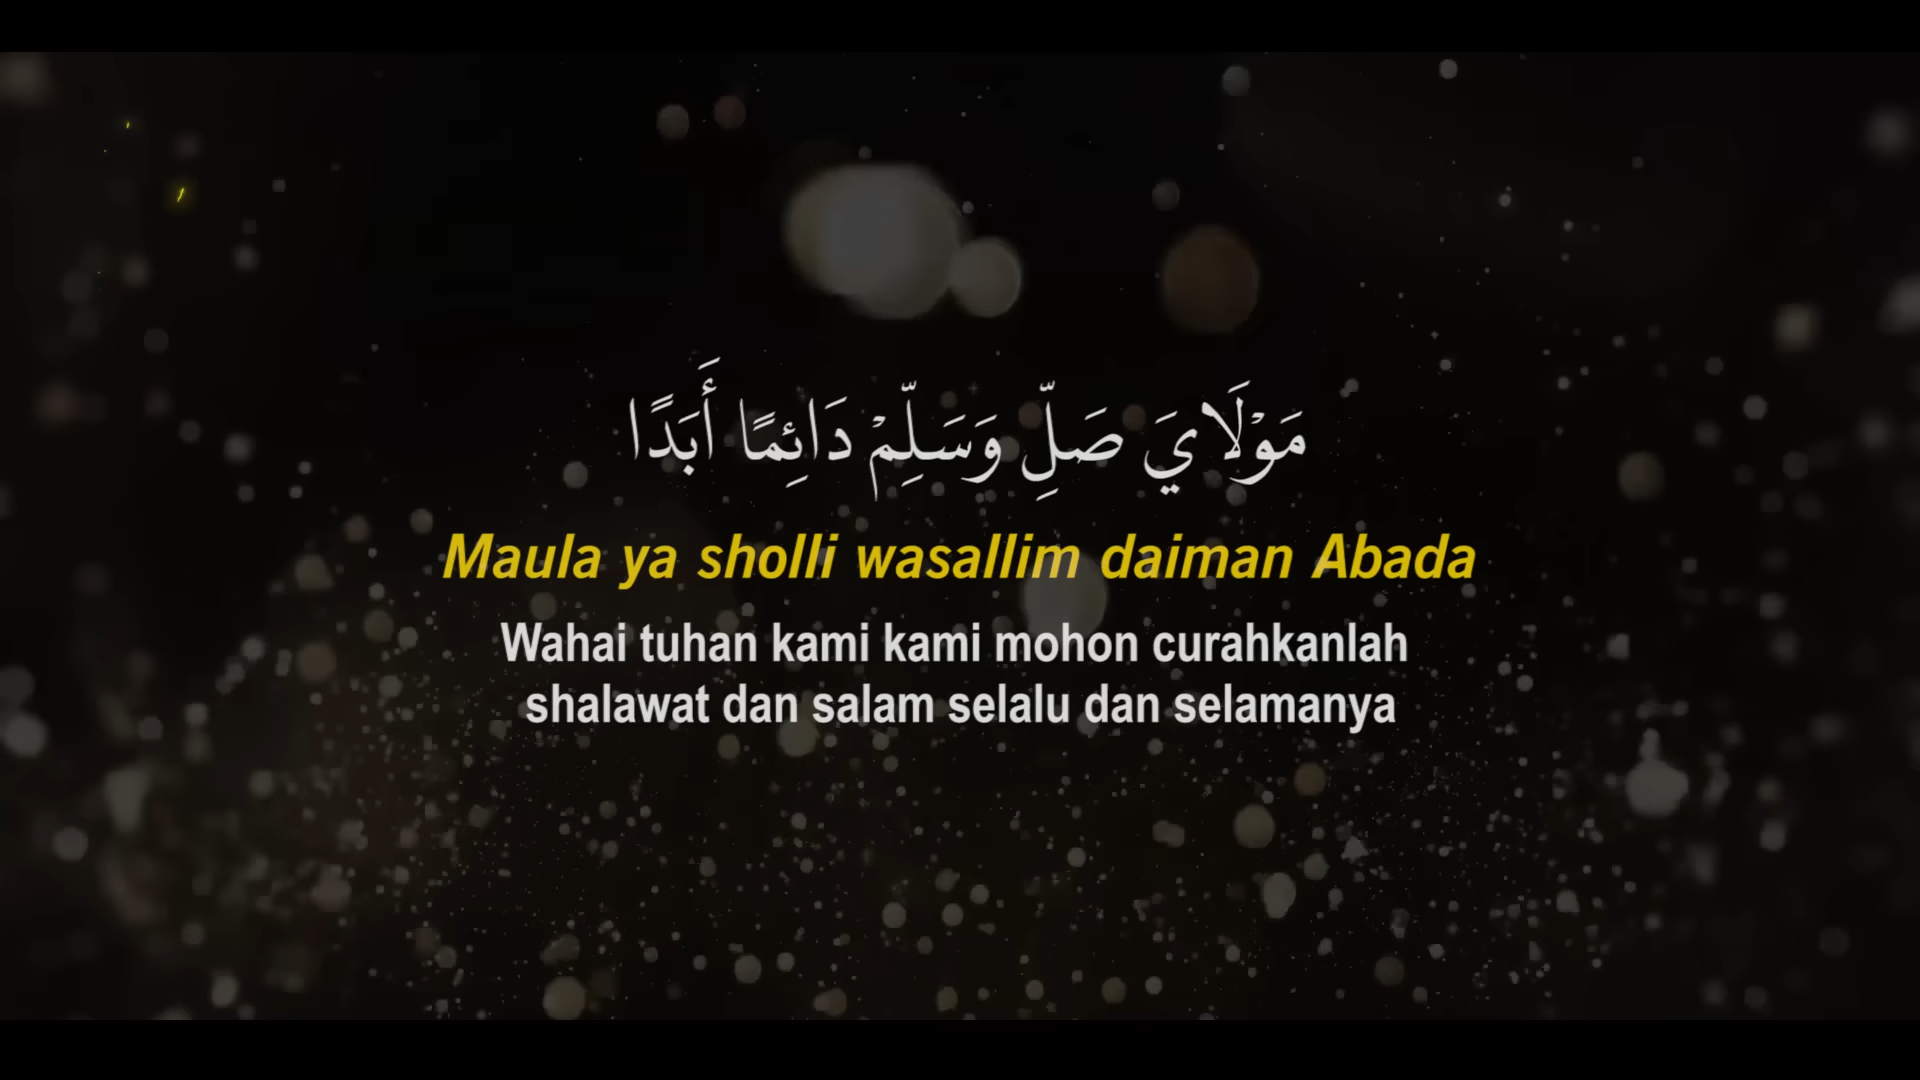 مَوْلَايَ صَلِّ وَسَلِّمْ دَائِمًا أَبَدًا
Maula ya sholli wasallim daiman Abada
Wahai tuhan kami kami mohon curahkanlah
shalawat dan salam selalu dan selamanya